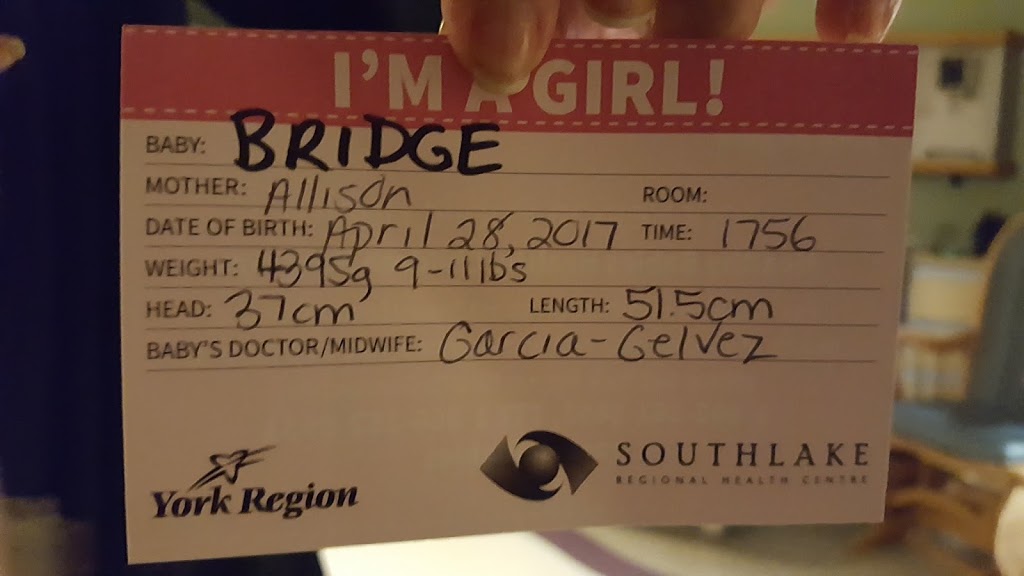 I'M A GIRL!
BABY: BRIDGE
MOTHER: Allison ROOM:
DATE OF BIRTH: April 28, 2017 TIME: 1756
WEIGHT: 4395g 9-11lbs
HEAD: 37cm LENGTH: 51.5cm
BABY'S DOCTOR/MIDWIFE: Garcia-Gelvez
York Region
SOUTHLAKE
REGIONAL HEALTH CENTRE